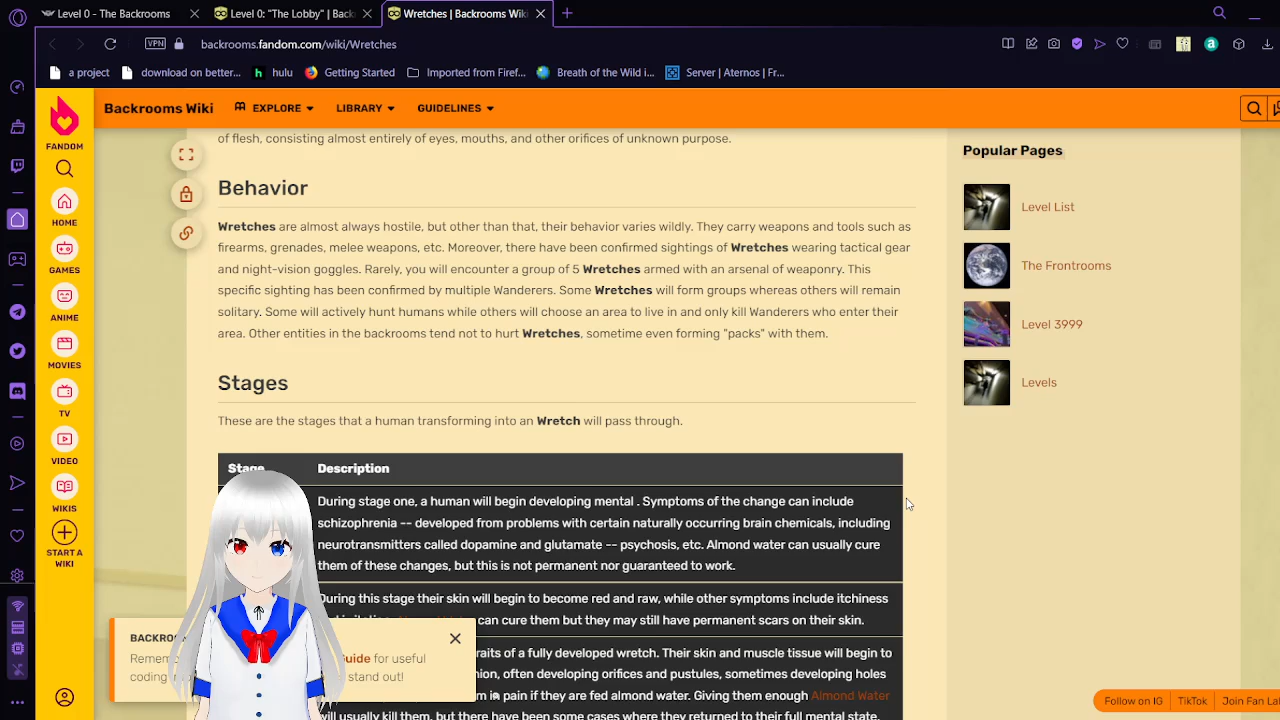 Level 0 - The Backrooms
Level 0: "The Lobby" | Back
Wretches | Backrooms Wiki
VPN
backrooms.fandom.com/wiki/Wretches
a project
download on better...
hulu
Getting Started
Imported from Firef...
Breath of the Wild i...
Server | Aternos | F...
FANDOM
HOME
GAMES
ANIME
MOVIES
TV
VIDEO
WIKIS
START A
WIKI
Backrooms Wiki
EXPLORE
LIBRARY
GUIDELINES
of flesh, consisting almost entirely of eyes, mouths, and other orifices of unknown purpose.
Behavior
Wretches are almost always hostile, but other than that, their behavior varies wildly. They carry weapons and tools such as
firearms, grenades, melee weapons, etc. Moreover, there have been confirmed sightings of Wretches wearing tactical gear
and night-vision goggles. Rarely, you will encounter a group of 5 Wretches armed with an arsenal of weaponry. This
specific sighting has been confirmed by multiple Wanderers. Some Wretches will form groups whereas others will remain
solitary. Some will actively hunt humans while others will choose an area to live in and only kill Wanderers who enter their
area. Other entities in the backrooms tend not to hurt Wretches, sometime even forming "packs" with them.
Stages
These are the stages that a human transforming into an Wretch will pass through.
Stage
Description
During stage one, a human will begin developing mental . Symptoms of the change can include
schizophrenia -- developed from problems with certain naturally occurring brain chemicals, including
neurotransmitters called dopamine and glutamate -- psychosis, etc. Almond water can usually cure
them of these changes, but this is not permanent nor guaranteed to work.
During this stage their skin will begin to become red and raw, while other symptoms include itchiness
can cure them but they may still have permanent scars on their skin.
of a fully developed wretch. Their skin and muscle tissue will begin to
often developing orifices and pustules, sometimes developing holes
pain if they are fed almond water. Giving them enough Almond Water
will usually kill them, but there have been some cases where they returned to their full mental state.
BACKROO
Guide for useful
coding
stand out!
Popular Pages
Level List
The Frontrooms
Level 3999
Levels
Follow on IG
TikTok
Join Fan La